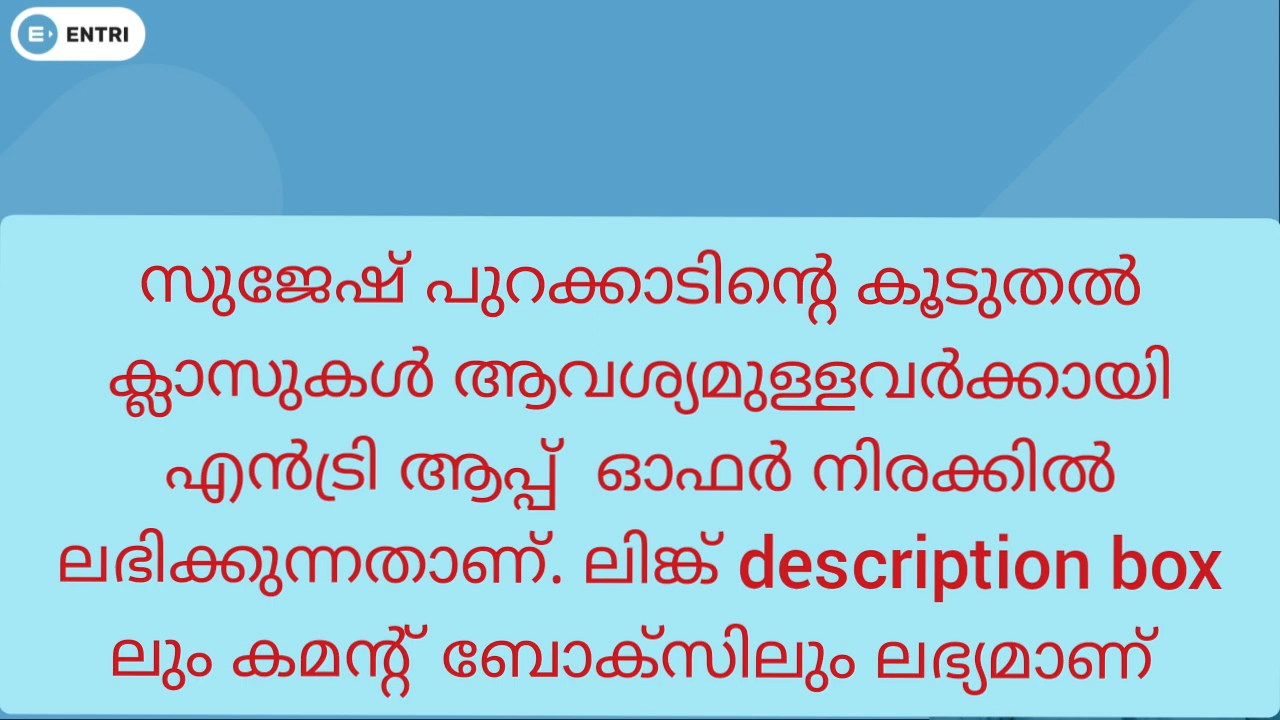 ENTRI
സുജേഷ് പുറക്കാടിന്റെ കൂടുതൽ
ക്ലാസുകൾ ആവശ്യമുള്ളവർക്കായി
എൻട്രി ആപ്പ് ഓഫർ നിരക്കിൽ
ലഭിക്കുന്നതാണ്. ലിങ്ക് description box
ലും കമന്റ് ബോക്സിലും ലഭ്യമാണ്